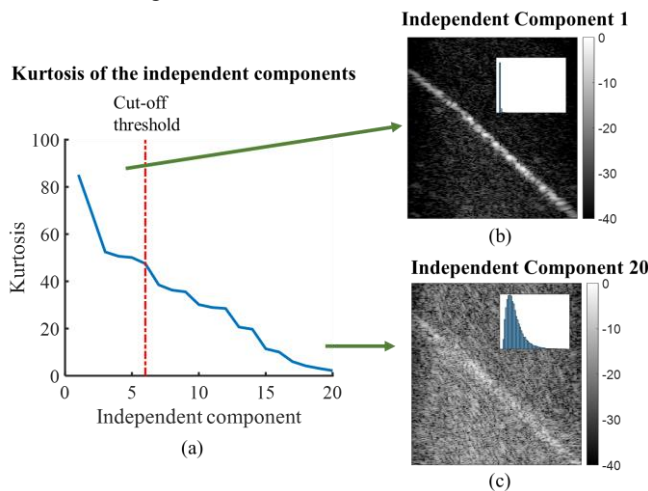 Independent Component 1
Kurtosis of the independent components
Cut-off
threshold
100
80
60
40
20
0
Kurtosis
0 5 10 15 20
Independent component
(a)
0
-10
-20
-30
-40
(b)
Independent Component 20
0
-10
-20
-30
-40
(c)